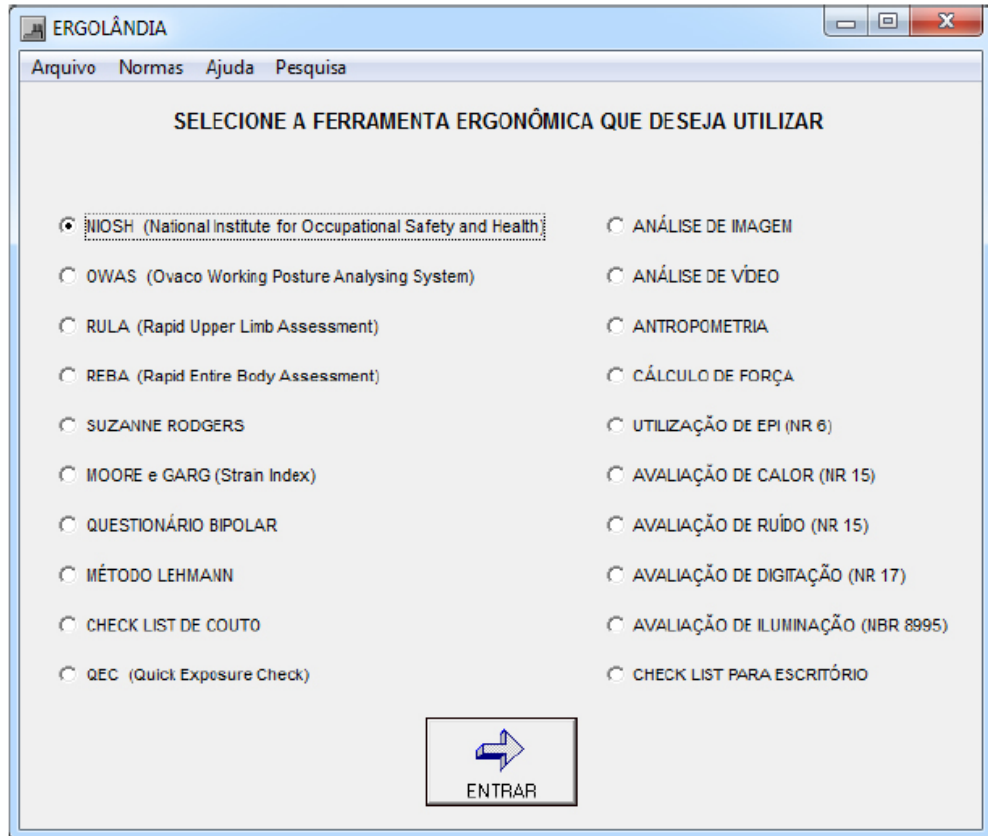 ERGOLÂNDIA
Arquivo Normas Ajuda Pesquisa
SELECIONE A FERRAMENTA ERGONÔMICA QUE DESEJA UTILIZAR
NIOSH (National Institute for Occupational Safety and Health)
OWAS (Ovaco Working Posture Analysing System)
RULA (Rapid Upper Limb Assessment)
REBA (Rapid Entire Body Assessment)
SUZANNE RODGERS
MOORE e GARG (Strain Index)
QUESTIONÁRIO BIPOLAR
MÉTODO LEHMANN
CHECK LIST DE COUTO
QEC (Quick Exposure Check)
ANÁLISE DE IMAGEM
ANÁLISE DE VÍDEO
ANTROPOMETRIA
CÁLCULO DE FORÇA
UTILIZAÇÃO DE EPI (NR 6)
AVALIAÇÃO DE CALOR (NR 15)
AVALIAÇÃO DE RUÍDO (NR 15)
AVALIAÇÃO DE DIGITAÇÃO (NR 17)
AVALIAÇÃO DE ILUMINAÇÃO (NBR 8995)
CHECK LIST PARA ESCRITÓRIO
ENTRAR